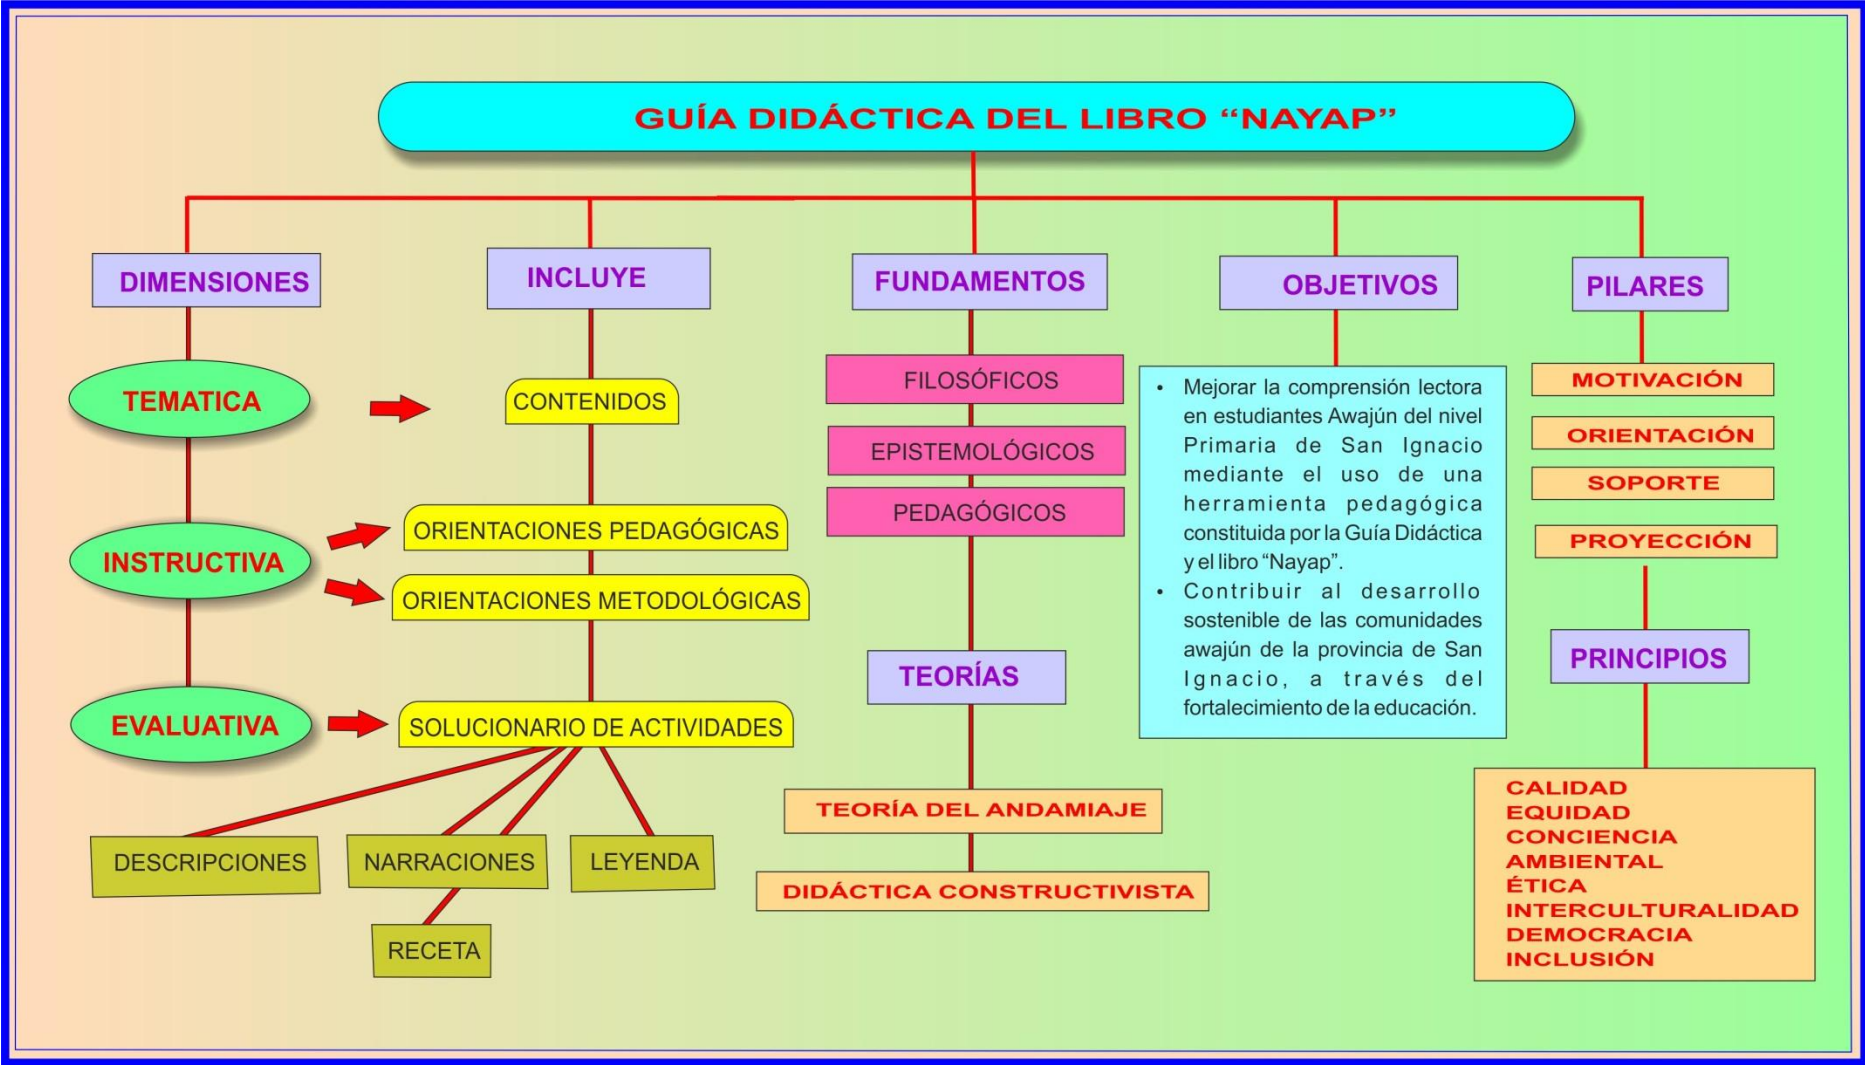 GUÍA DIDÁCTICA DEL LIBRO “NAYAP”
DIMENSIONES
TEMATICA
INSTRUCTIVA
EVALUATIVA
INCLUYE
CONTENIDOS
ORIENTACIONES PEDAGÓGICAS
ORIENTACIONES METODOLÓGICAS
SOLUCIONARIO DE ACTIVIDADES
DESCRIPCIONES
NARRACIONES
LEYENDA
RECETA
FUNDAMENTOS
FILOSÓFICOS
EPISTEMOLÓGICOS
PEDAGÓGICOS
TEORÍAS
TEORÍA DEL ANDAMIAJE
DIDÁCTICA CONSTRUCTIVISTA
OBJETIVOS
• Mejorar la comprensión lectora
en estudiantes Awajún del nivel
Primaria de San Ignacio
mediante el uso de una
herramienta pedagógica
constituida por la Guía Didáctica
y el libro “Nayap”.
• Contribuir al desarrollo
sostenible de las comunidades
awajún de la provincia de San
Ignacio, a través del
fortalecimiento de la educación.
PILARES
MOTIVACIÓN
ORIENTACIÓN
SOPORTE
PROYECCIÓN
PRINCIPIOS
CALIDAD
EQUIDAD
CONCIENCIA
AMBIENTAL
ÉTICA
INTERCULTURALIDAD
DEMOCRACIA
INCLUSIÓN